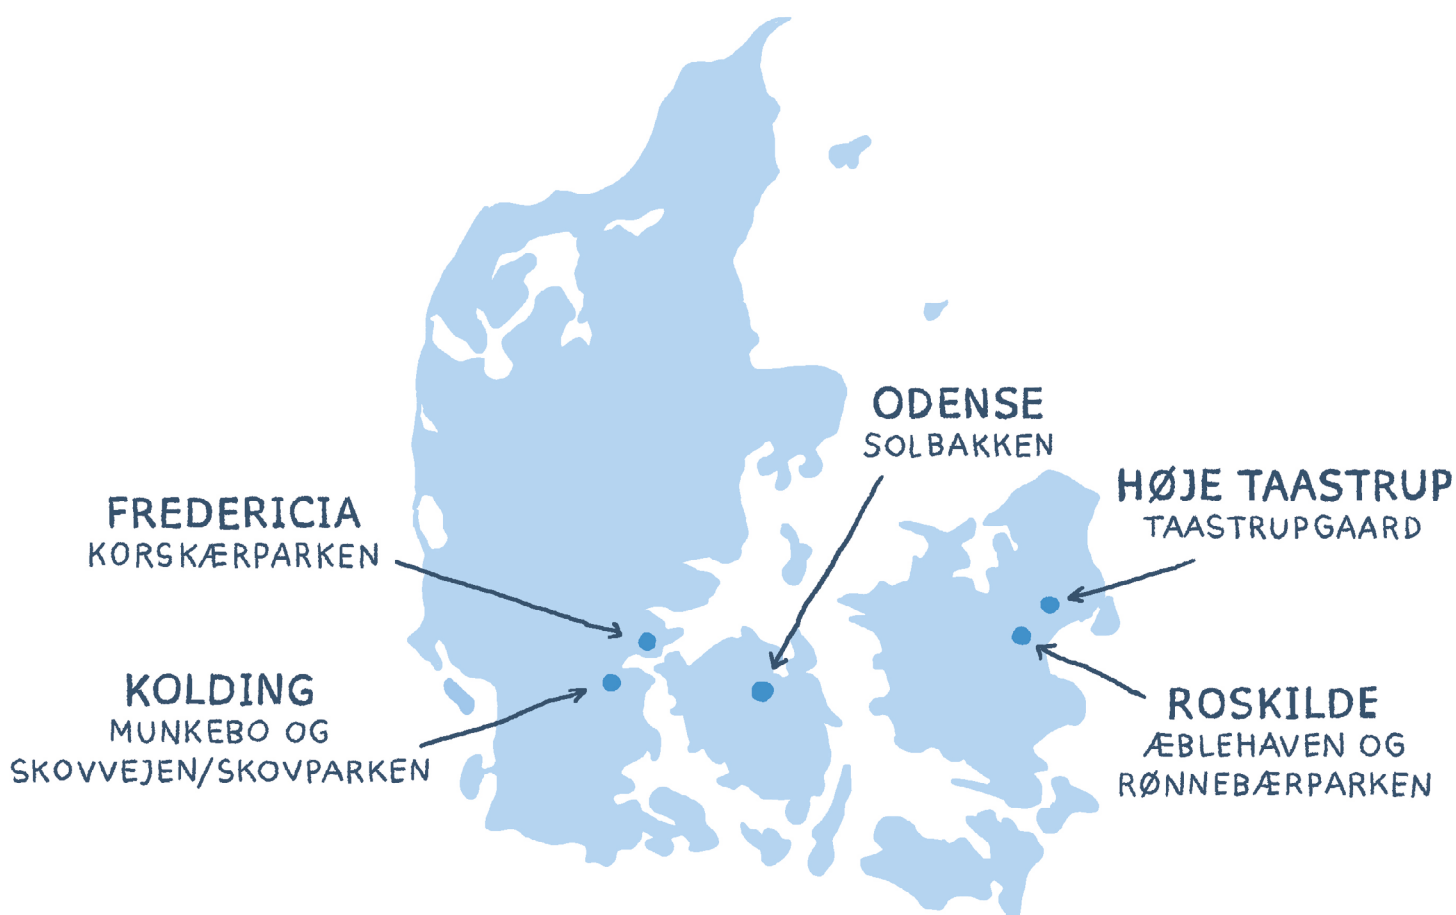 ODENSE
SOLBAKKEN
HØJE TAASTRUP
TAASTRUPGAARD
FREDERICIA
KORSKÆRPARKEN
KOLDING
MUNKEBO OG
SKOVVEJEN/SKOVPARKEN
ROSKILDE
ÆBLEHAVEN OG
RØNNEBÆRPARKEN